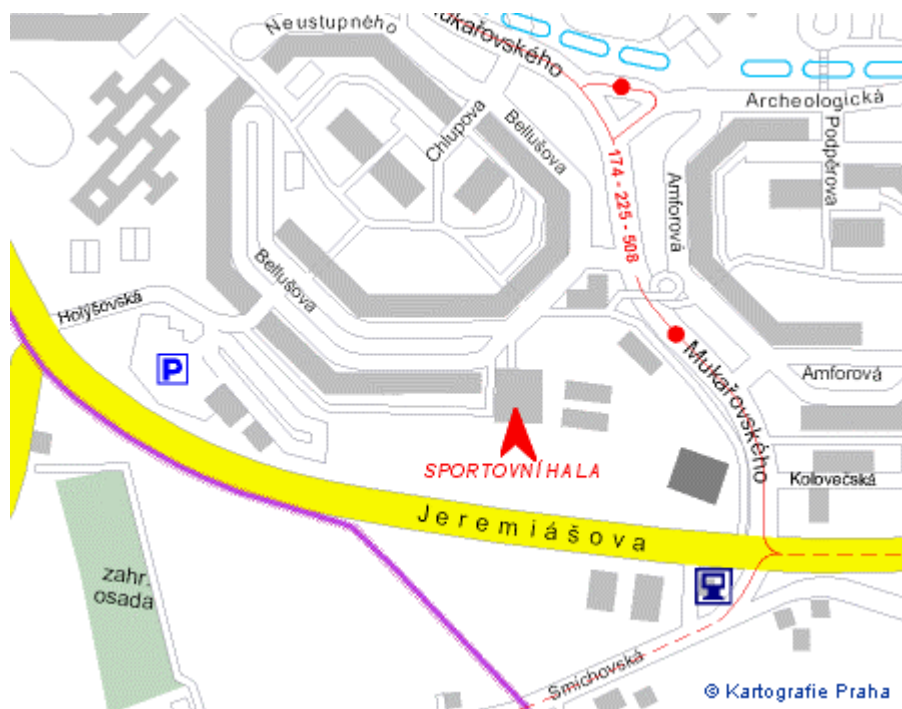 Neustupného
Mukařovského
Archeologická
Chlupova
Bellušova
Podpěrova
174 - 225 - 508
Amforová
Bellušova
Holýšovská
P
Mukařovského
Amforová
SPORTOVNÍ HALA
Kolovečská
Jeremiášova
zahr.
osada
Smichovská
© Kartografie Praha